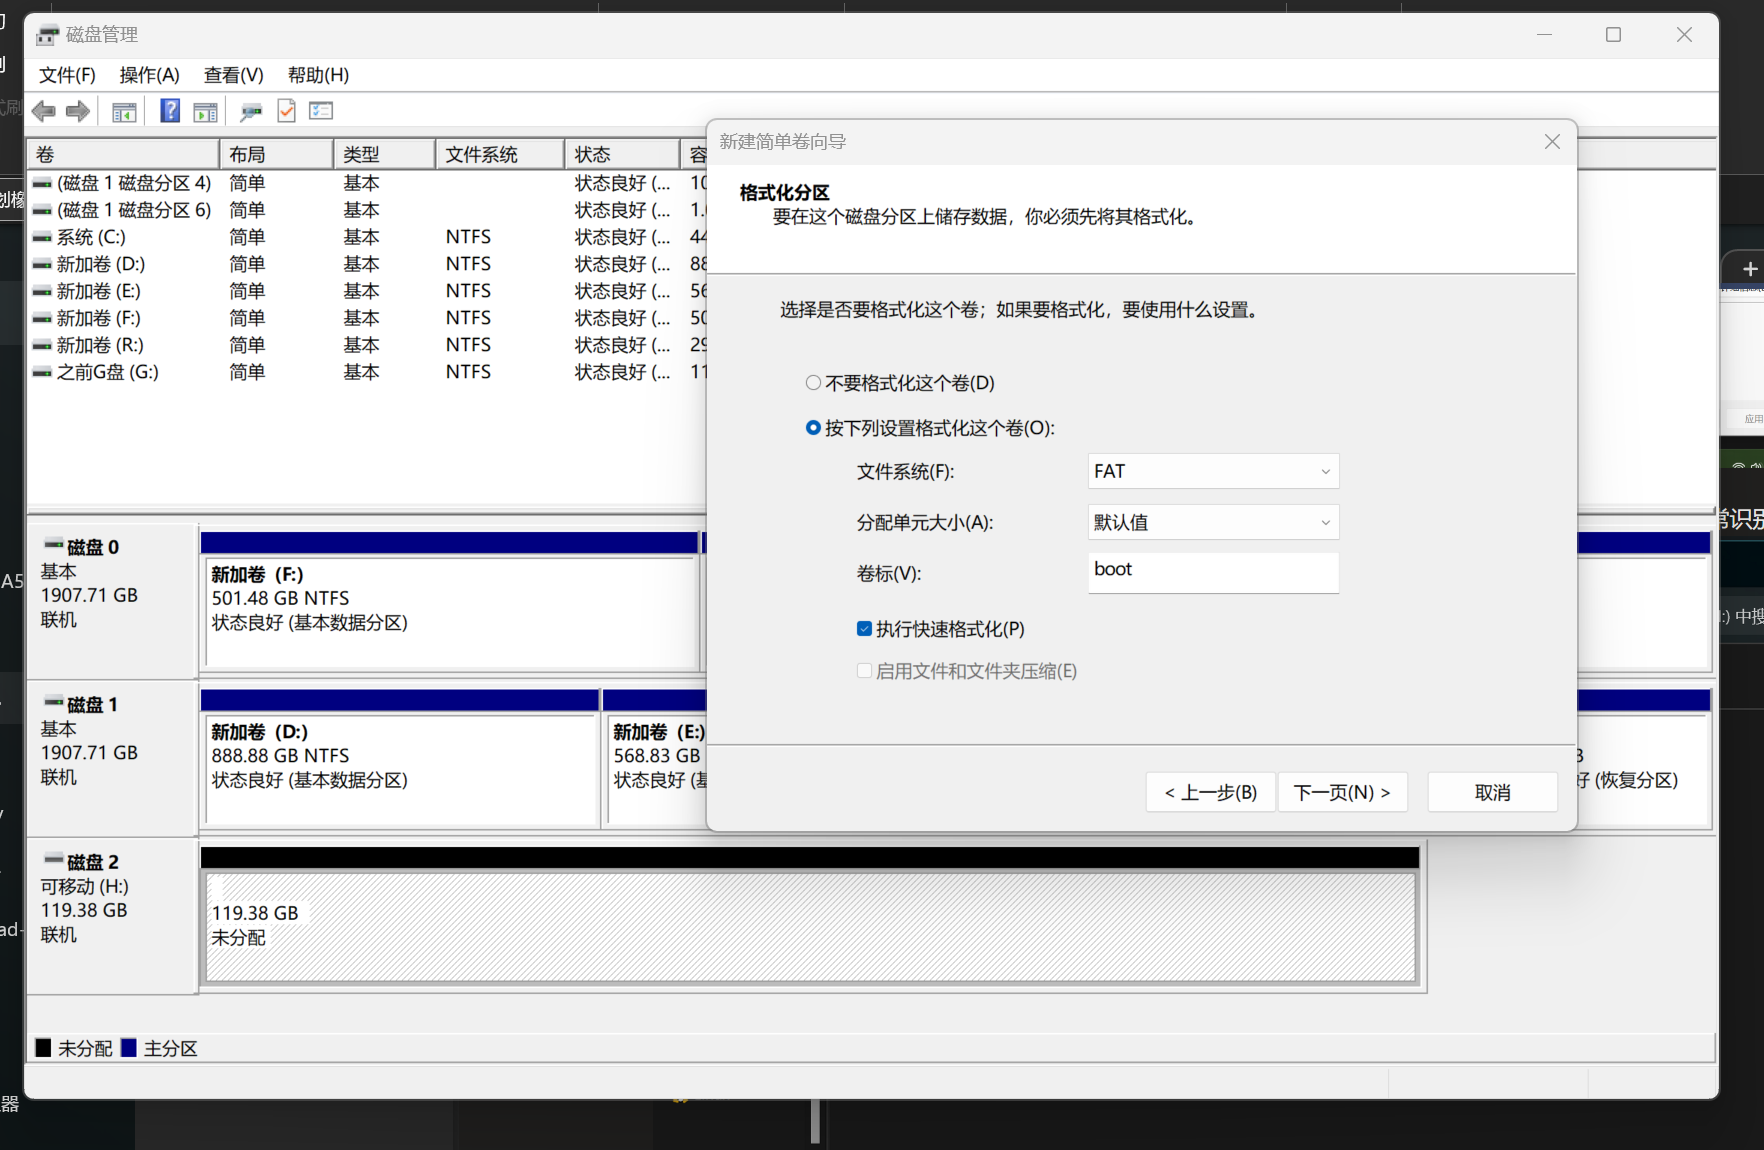 磁盘管理
文件(F) 操作(A) 查看(V) 帮助(H)
卷 布局 类型 文件系统 状态
(磁盘 1 磁盘分区 4) 简单 基本 状态良好 (... 10
(磁盘 1 磁盘分区 6) 简单 基本 状态良好 (... 1.
系统 (C:) 简单 基本 NTFS 状态良好 (... 44
新加卷 (D:) 简单 基本 NTFS 状态良好 (... 88
新加卷 (E:) 简单 基本 NTFS 状态良好 (... 56
新加卷 (F:) 简单 基本 NTFS 状态良好 (... 50
新加卷 (R:) 简单 基本 NTFS 状态良好 (... 29
之前G盘 (G:) 简单 基本 NTFS 状态良好 (... 11
新建简单卷向导
格式化分区
要在这个磁盘分区上储存数据，你必须先将其格式化。
选择是否要格式化这个卷；如果要格式化，要使用什么设置。
不要格式化这个卷(D)
按下列设置格式化这个卷(O):
文件系统(F): FAT
分配单元大小(A): 默认值
卷标(V): boot
执行快速格式化(P)
启用文件和文件夹压缩(E)
< 上一步(B) 下一页(N) > 取消
磁盘 0
基本
1907.71 GB
联机
新加卷 (F:)
501.48 GB NTFS
状态良好 (基本数据分区)
磁盘 1
基本
1907.71 GB
联机
新加卷 (D:)
888.88 GB NTFS
状态良好 (基本数据分区)
新加卷 (E:)
568.83 GB
状态良好
(恢复分区)
磁盘 2
可移动 (H:)
119.38 GB
联机
119.38 GB
未分配
未分配 主分区
A5
ad-
器
应用
常识别
:) 中搜